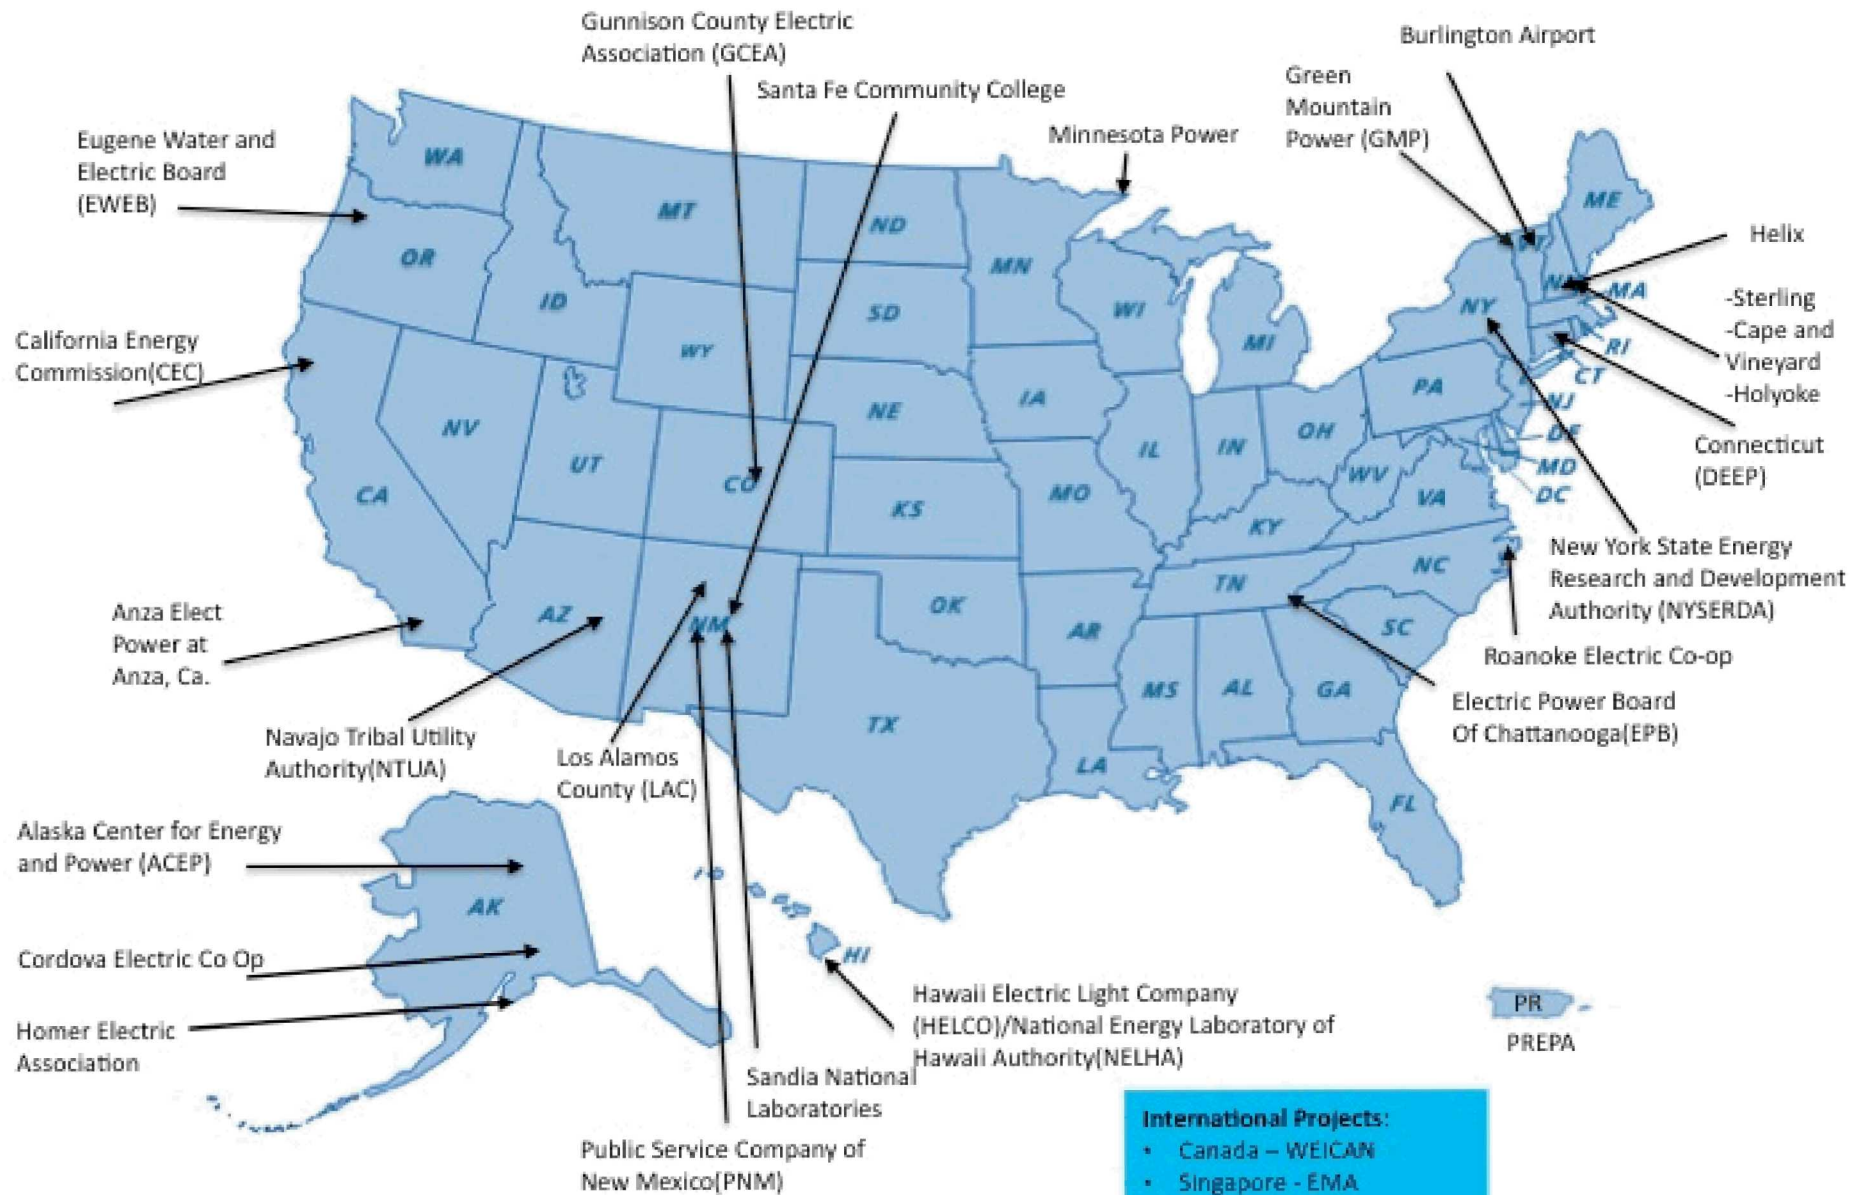 Gunnison County Electric
Association (GCEA)
Santa Fe Community College
Burlington Airport
Green
Mountain
Power (GMP)
Minnesota Power
Eugene Water and
Electric Board
(EWEB)
Helix
-Sterling
-Cape and
Vineyard
-Holyoke
California Energy
Commission(CEC)
Connecticut
(DEEP)
New York State Energy
Research and Development
Authority (NYSERDA)
Roanoke Electric Co-op
Electric Power Board
Of Chattanooga(EPB)
Anza Elect
Power at
Anza, Ca.
Navajo Tribal Utility
Authority(NTUA)
Los Alamos
County (LAC)
Alaska Center for Energy
and Power (ACEP)
Cordova Electric Co Op
Homer Electric
Association
Hawaii Electric Light Company
(HELCO)/National Energy Laboratory of
Hawaii Authority(NELHA)
Sandia National
Laboratories
Public Service Company of
New Mexico(PNM)
PR
PREPA
International Projects:
• Canada – WEICAN
• Singapore - EMA
WA
MT
ND
MN
ME
OR
ID
SD
WI
MI
NY
VT
MA
RI
CT
NJ
DE
MD
DC
WY
NE
IA
PA
NV
UT
CO
KS
MO
IL
IN
OH
WV
VA
KY
CA
AZ
NM
OK
AR
TN
NC
SC
TX
LA
MS
AL
GA
FL
AK
HI